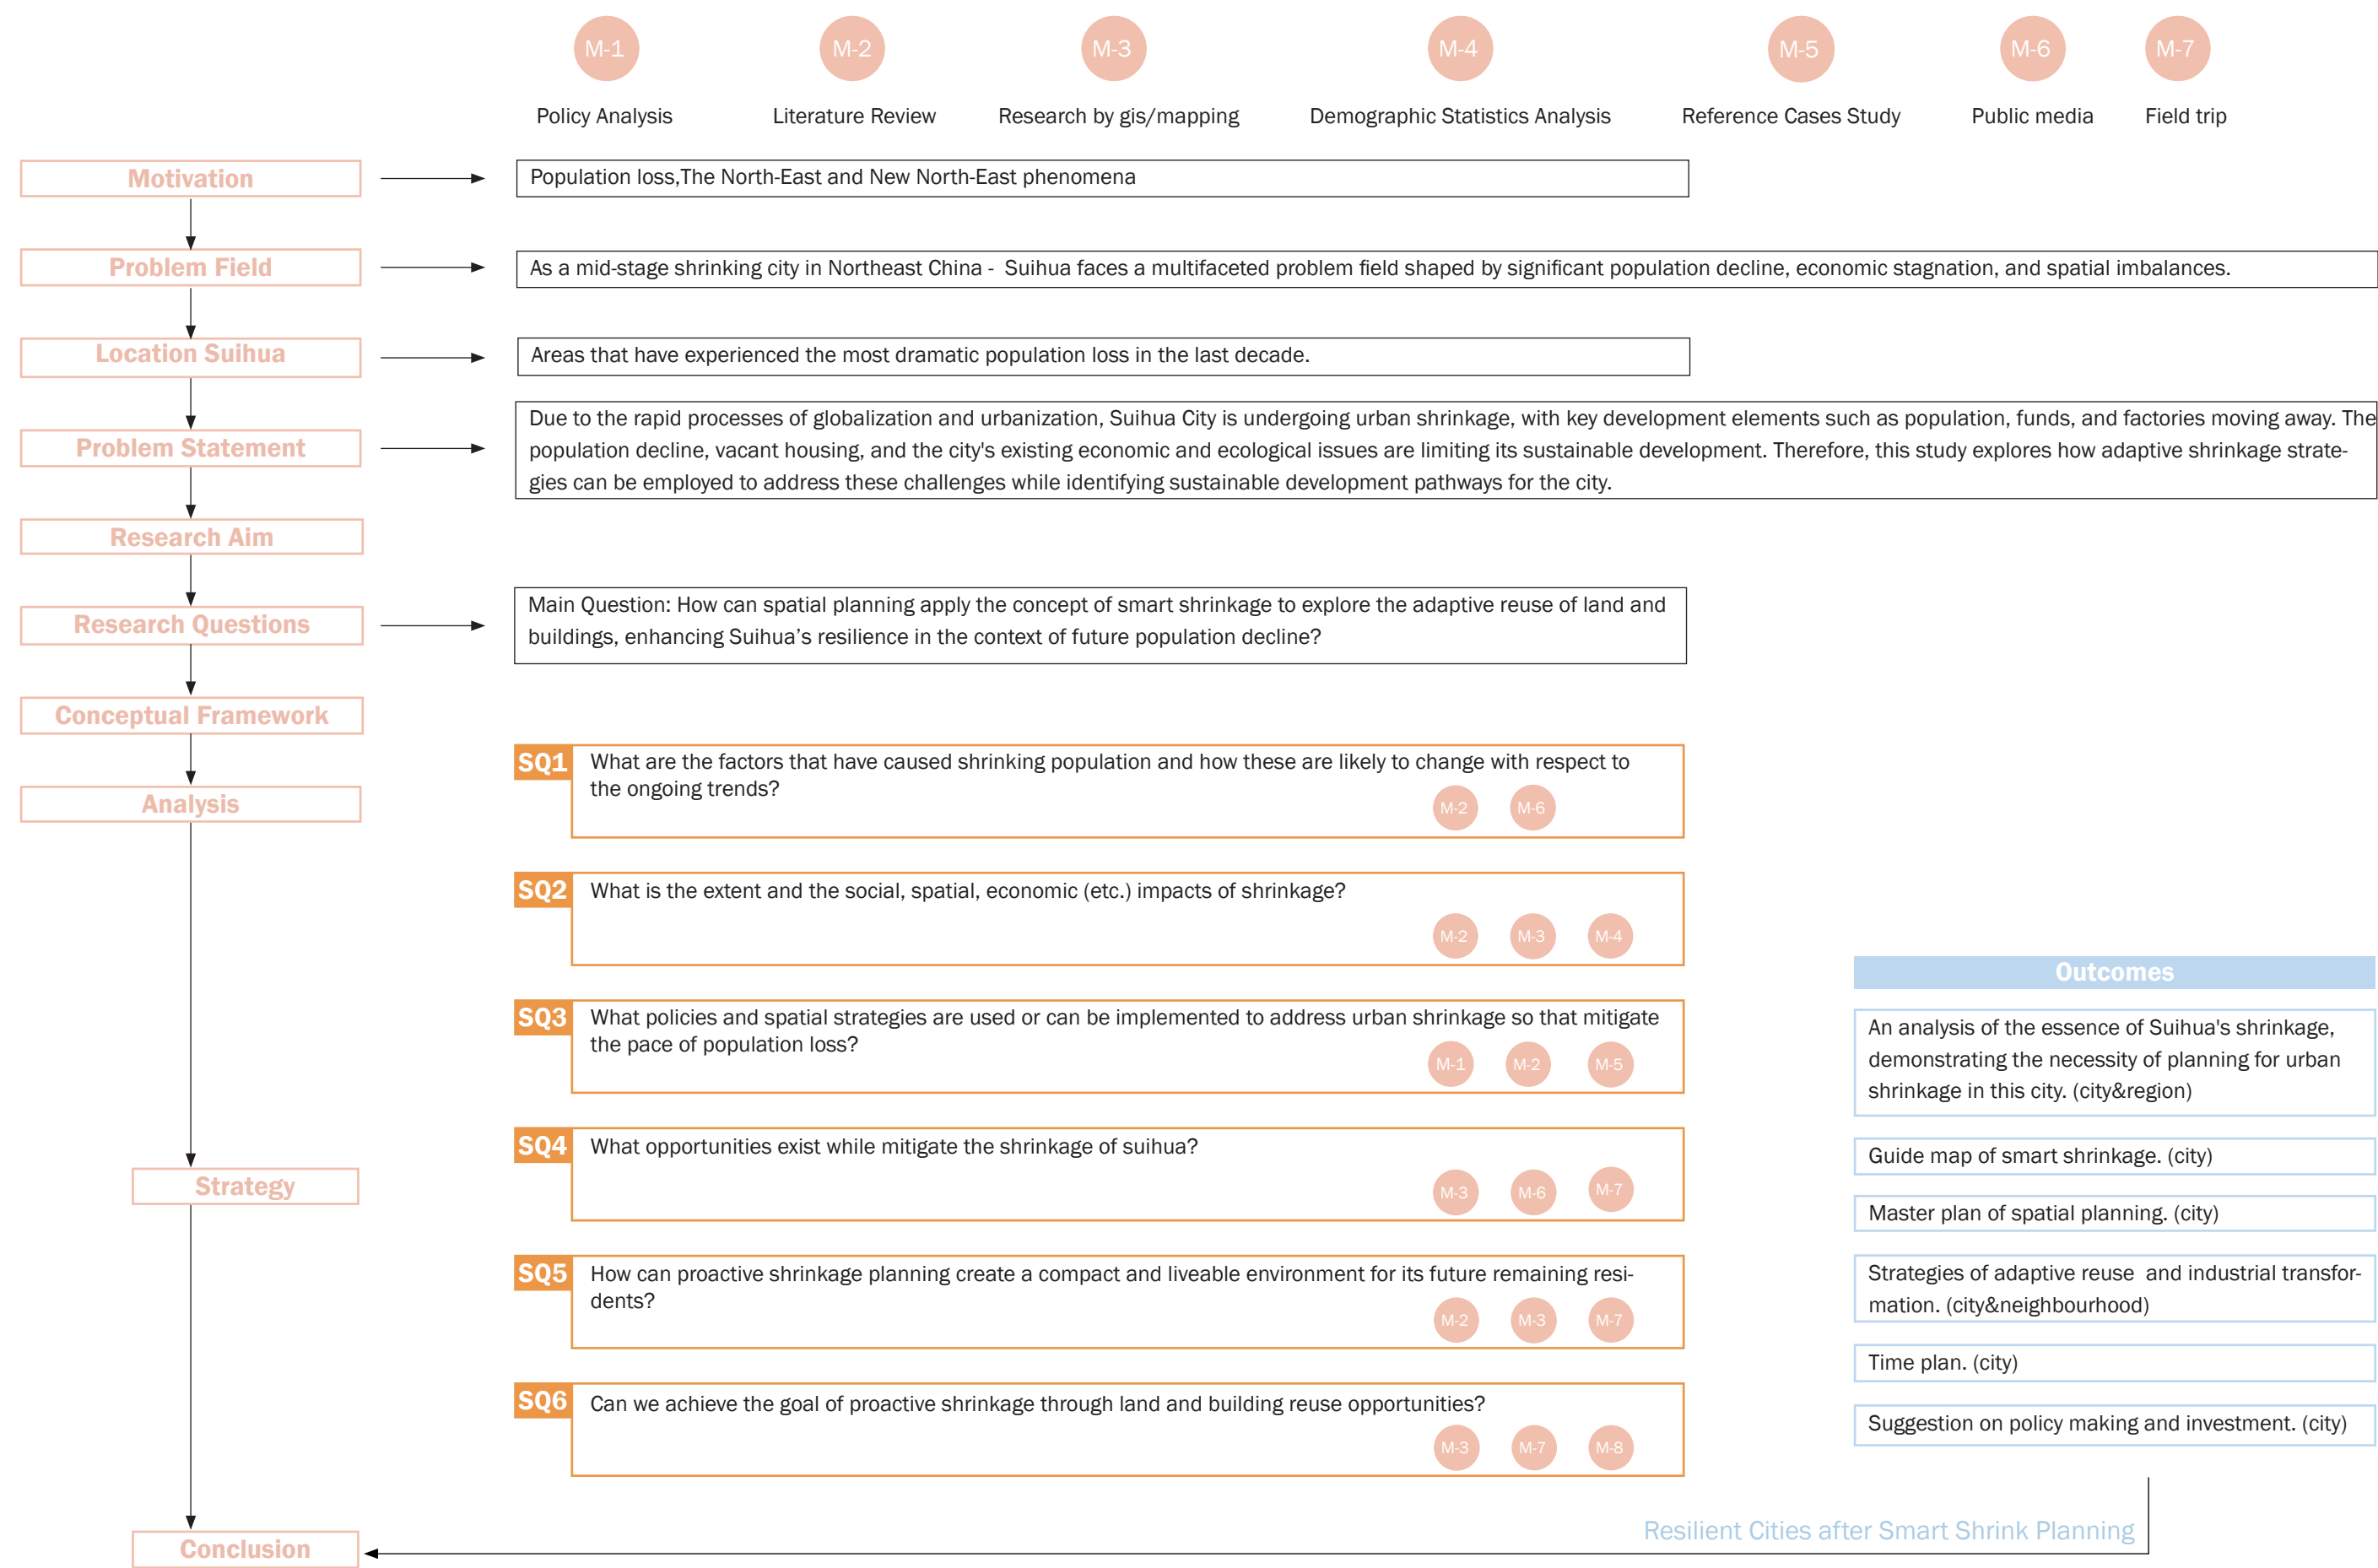 M-1
M-2
M-3
M-4
M-5
M-6
M-7
Policy Analysis
Literature Review
Research by gis/mapping
Demographic Statistics Analysis
Reference Cases Study
Public media
Field trip
Motivation
Population loss,The North-East and New North-East phenomena
Problem Field
As a mid-stage shrinking city in Northeast China - Suihua faces a multifaceted problem field shaped by significant population decline, economic stagnation, and spatial imbalances.
Location Suihua
Areas that have experienced the most dramatic population loss in the last decade.
Problem Statement
Due to the rapid processes of globalization and urbanization, Suihua City is undergoing urban shrinkage, with key development elements such as population, funds, and factories moving away. The
population decline, vacant housing, and the city's existing economic and ecological issues are limiting its sustainable development. Therefore, this study explores how adaptive shrinkage strate-
gies can be employed to address these challenges while identifying sustainable development pathways for the city.
Research Aim
Research Questions
Main Question: How can spatial planning apply the concept of smart shrinkage to explore the adaptive reuse of land and
buildings, enhancing Suihua’s resilience in the context of future population decline?
Conceptual Framework
Analysis
SQ1
What are the factors that have caused shrinking population and how these are likely to change with respect to
the ongoing trends?
M-2
M-6
SQ2
What is the extent and the social, spatial, economic (etc.) impacts of shrinkage?
M-2
M-3
M-4
SQ3
What policies and spatial strategies are used or can be implemented to address urban shrinkage so that mitigate
the pace of population loss?
M-1
M-2
M-5
Strategy
SQ4
What opportunities exist while mitigate the shrinkage of suihua?
M-3
M-6
M-7
SQ5
How can proactive shrinkage planning create a compact and liveable environment for its future remaining resi-
dents?
M-2
M-3
M-7
SQ6
Can we achieve the goal of proactive shrinkage through land and building reuse opportunities?
M-3
M-7
M-8
Outcomes
An analysis of the essence of Suihua's shrinkage,
demonstrating the necessity of planning for urban
shrinkage in this city. (city&region)
Guide map of smart shrinkage. (city)
Master plan of spatial planning. (city)
Strategies of adaptive reuse and industrial transfor-
mation. (city&neighbourhood)
Time plan. (city)
Suggestion on policy making and investment. (city)
Resilient Cities after Smart Shrink Planning
Conclusion